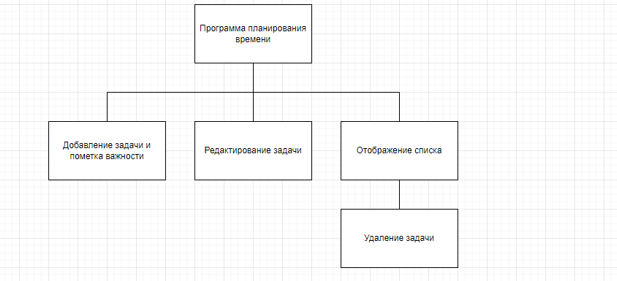 Программа планирования
времени
Добавление задачи и
пометка важности
Редактирование задачи
Отображение списка
Удаление задачи